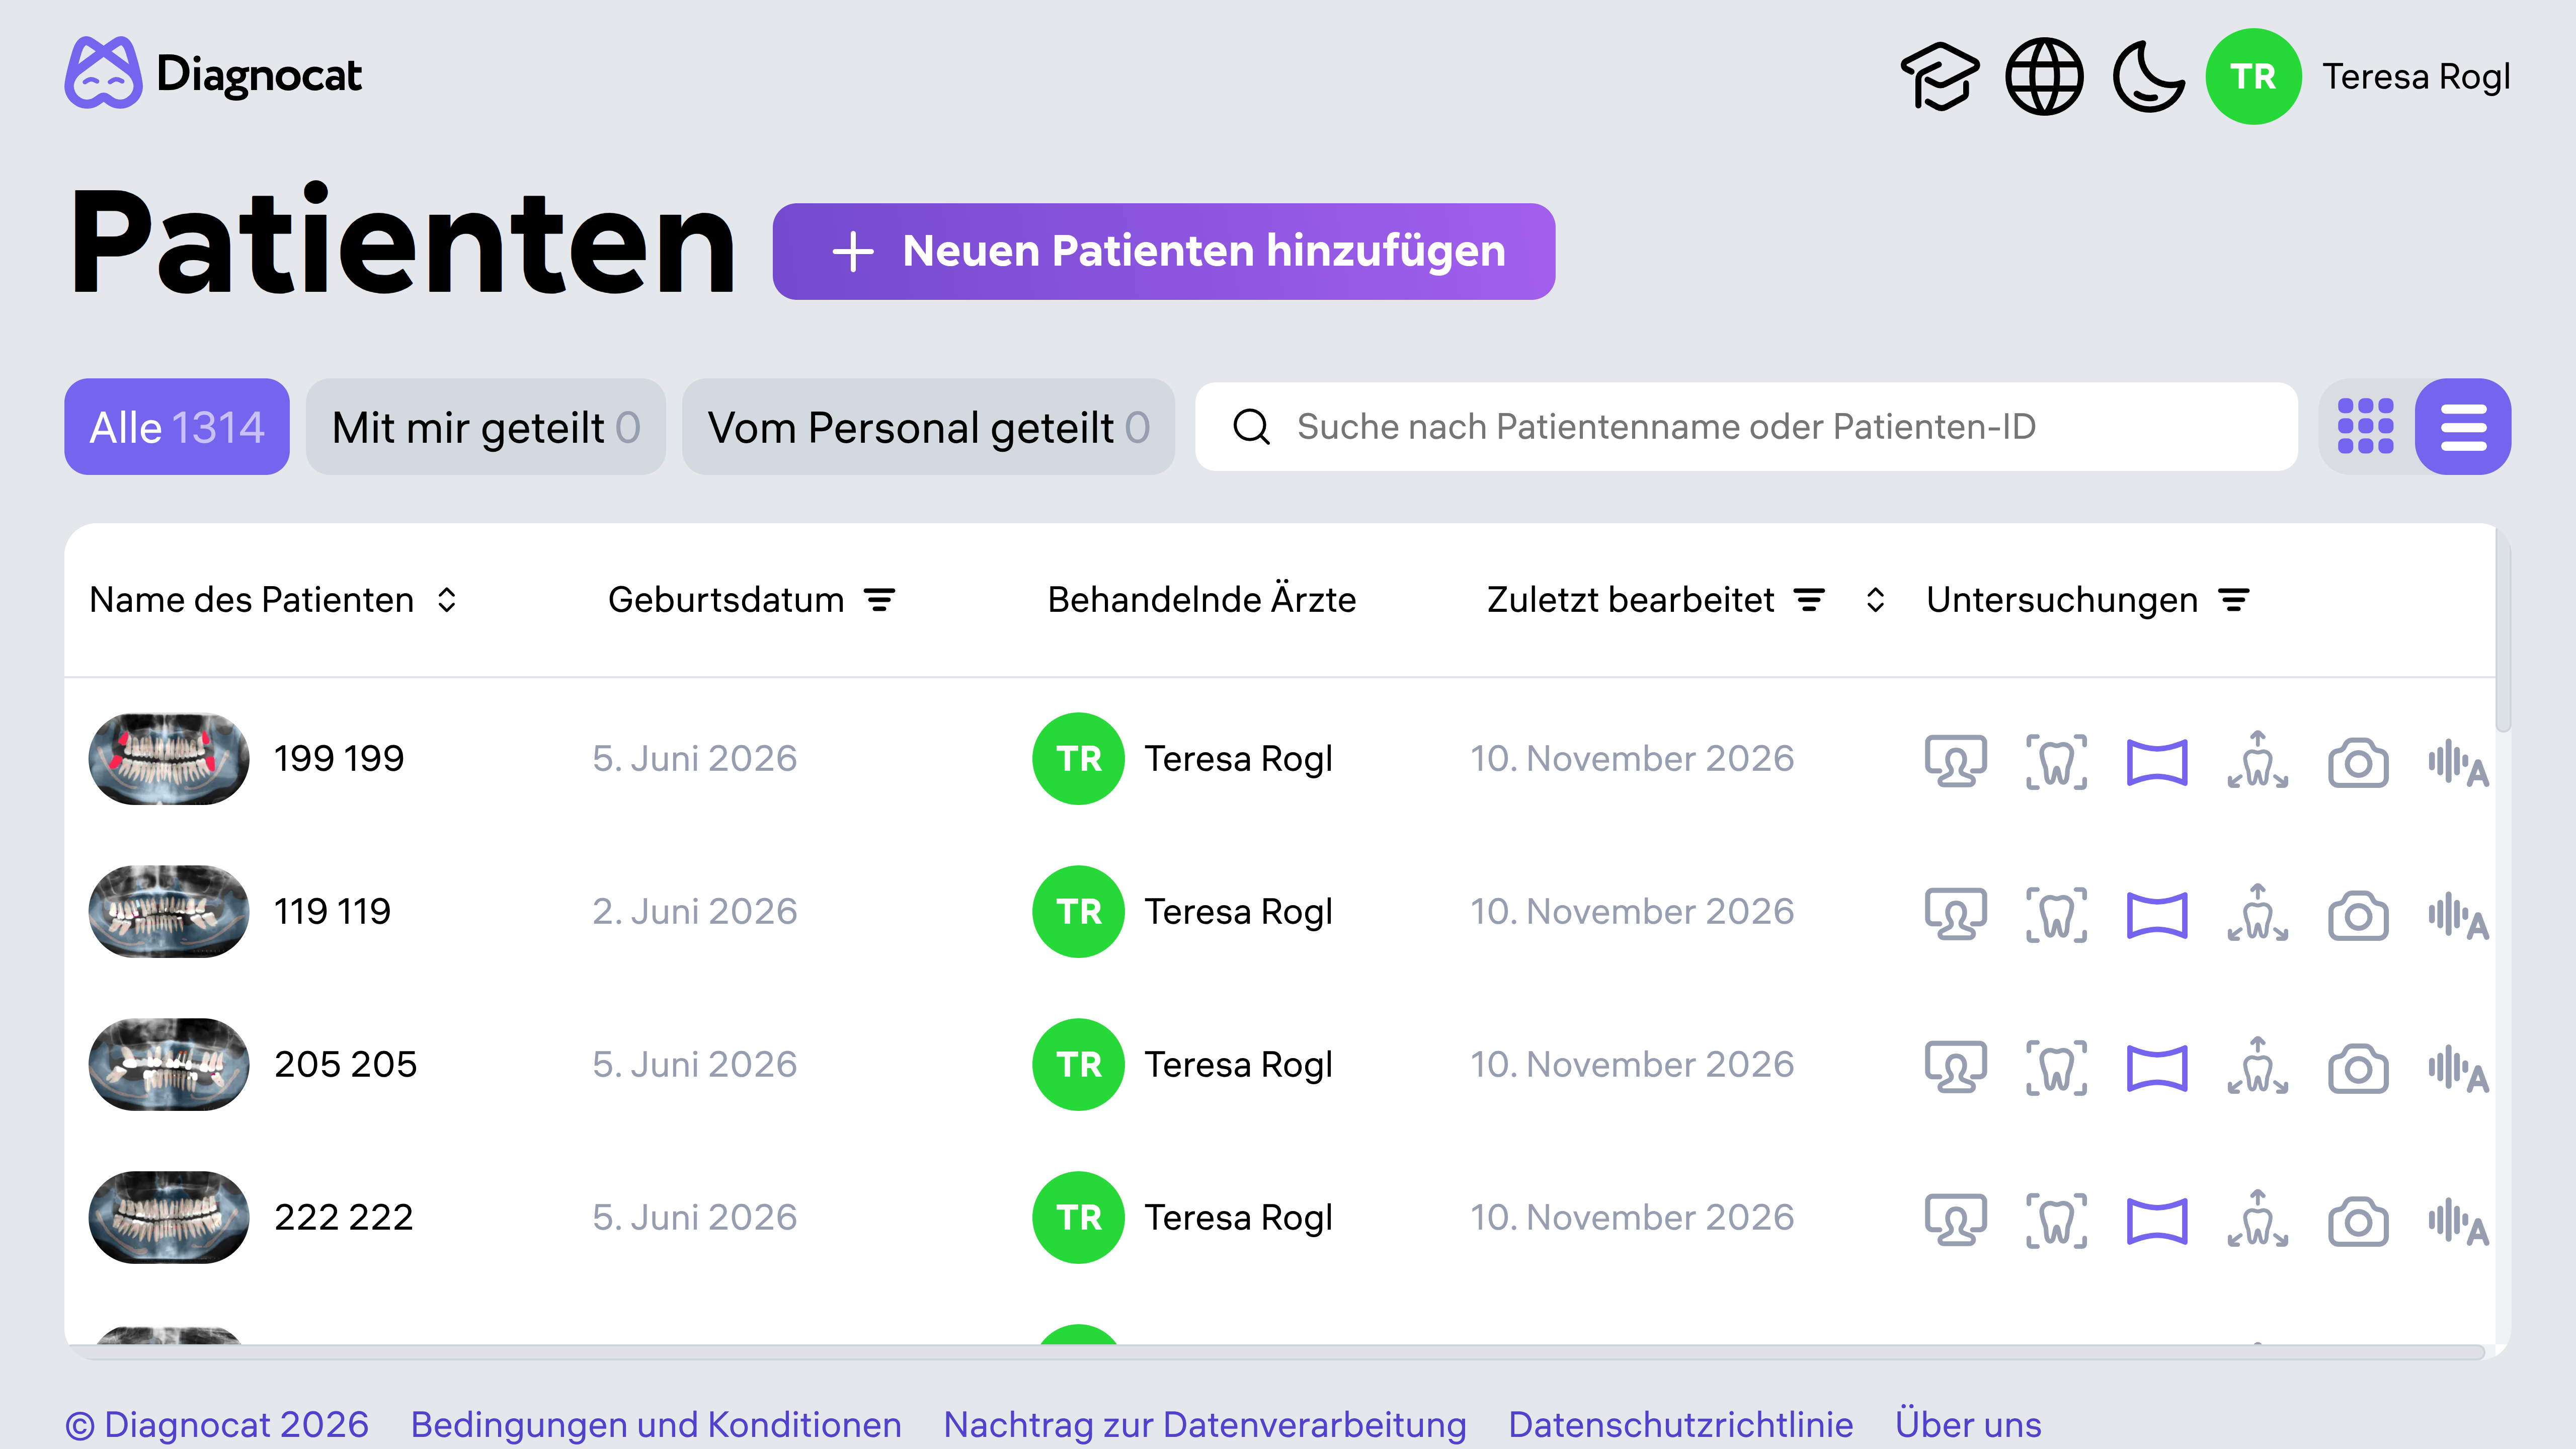 Diagnocat
TR Teresa Rogl
Patienten
Neuen Patienten hinzufügen
Alle 1314 Mit mir geteilt 0 Vom Personal geteilt 0 Suche nach Patientenname oder Patienten-ID
Name des Patienten Geburtsdatum Behandelnde Ärzte Zuletzt bearbeitet Untersuchungen
199 199 5. Juni 2026 TR Teresa Rogl 10. November 2026 A
119 119 2. Juni 2026 TR Teresa Rogl 10. November 2026 A
205 205 5. Juni 2026 TR Teresa Rogl 10. November 2026 A
222 222 5. Juni 2026 TR Teresa Rogl 10. November 2026 A
© Diagnocat 2026 Bedingungen und Konditionen Nachtrag zur Datenverarbeitung Datenschutzrichtlinie Über uns